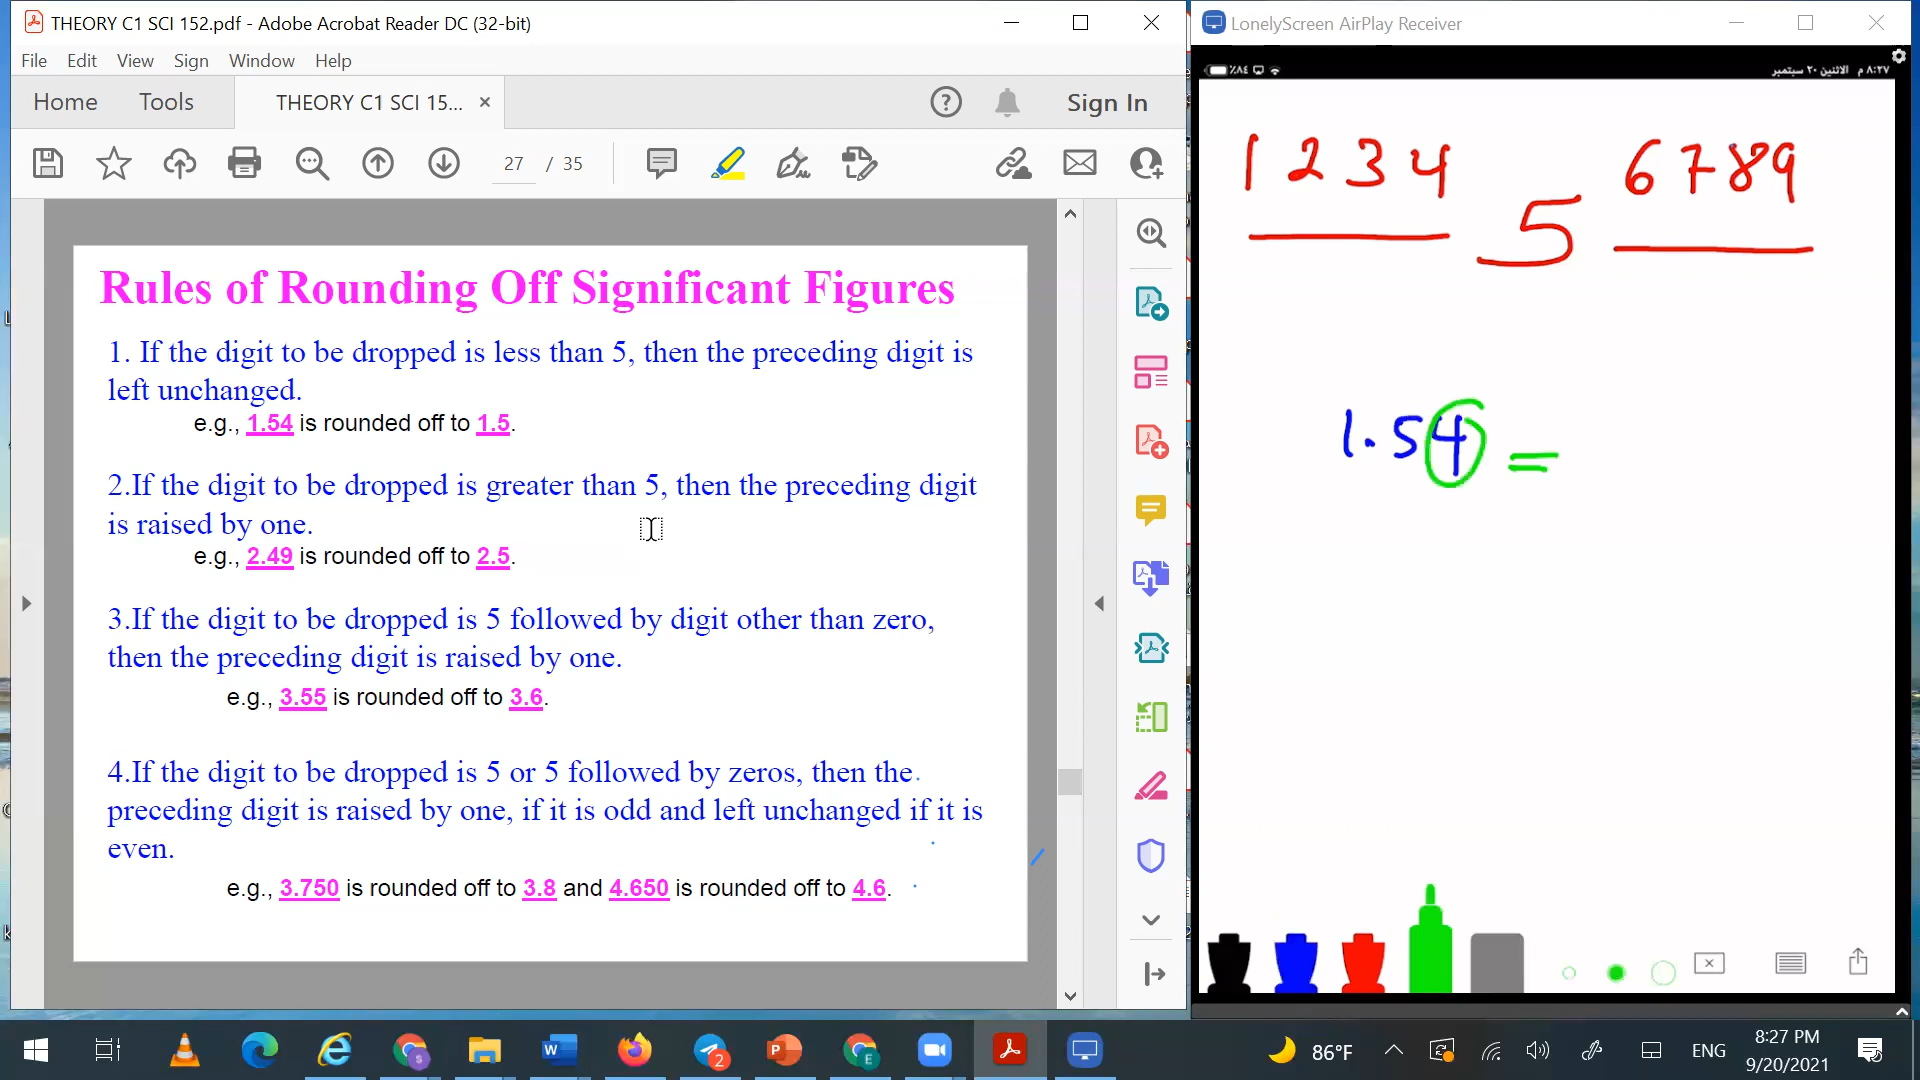 THEORY C1 SCI 152.pdf - Adobe Acrobat Reader DC (32-bit)
File Edit View Sign Window Help
Home Tools THEORY C1 SCI 15... × Sign In
27 / 35
Rules of Rounding Off Significant Figures
1. If the digit to be dropped is less than 5, then the preceding digit is
left unchanged.
e.g., 1.54 is rounded off to 1.5.
2.If the digit to be dropped is greater than 5, then the preceding digit
is raised by one.
e.g., 2.49 is rounded off to 2.5.
3.If the digit to be dropped is 5 followed by digit other than zero,
then the preceding digit is raised by one.
e.g., 3.55 is rounded off to 3.6.
4.If the digit to be dropped is 5 or 5 followed by zeros, then the
preceding digit is raised by one, if it is odd and left unchanged if it is
even.
e.g., 3.750 is rounded off to 3.8 and 4.650 is rounded off to 4.6.
LonelyScreen AirPlay Receiver
٨:٢٧ م الاثنين ٢٠ سبتمبر
٪٨٤
1 2 3 4 5 6 7 8 9
1.54 =
86°F
ENG
8:27 PM
9/20/2021